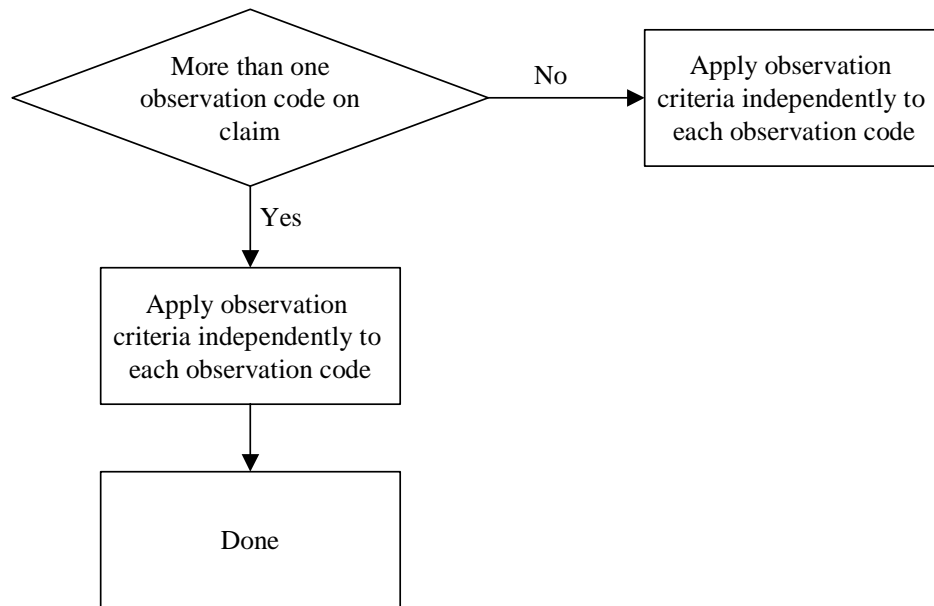 More than one
observation code on
claim
No
Apply observation
criteria independently to
each observation code
Yes
Apply observation
criteria independently to
each observation code
Done